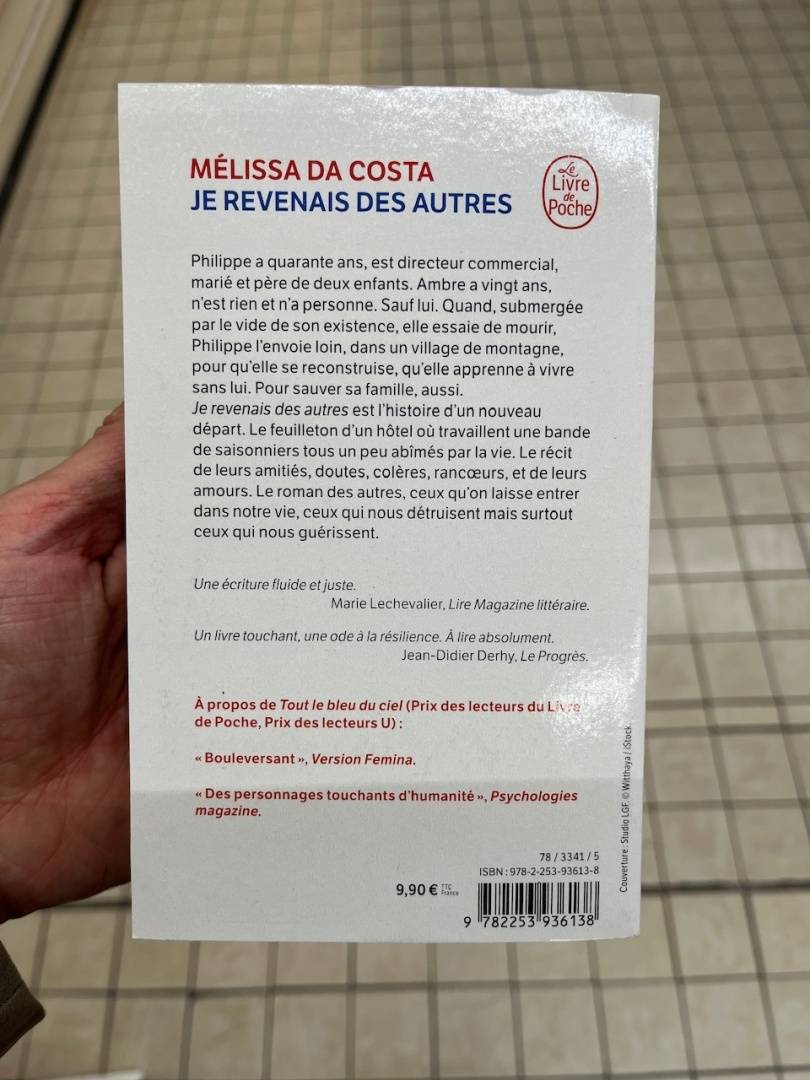 MÉLISSA DA COSTA
JE REVENAIS DES AUTRES
Le
Livre
de
Poche
Philippe a quarante ans, est directeur commercial,
marié et père de deux enfants. Ambre a vingt ans,
n'est rien et n'a personne. Sauf lui. Quand, submergée
par le vide de son existence, elle essaie de mourir,
Philippe l'envoie loin, dans un village de montagne,
pour qu'elle se reconstruise, qu'elle apprenne à vivre
sans lui. Pour sauver sa famille, aussi.
Je revenais des autres est l'histoire d'un nouveau
départ. Le feuilleton d'un hôtel où travaillent une bande
de saisonniers tous un peu abîmés par la vie. Le récit
de leurs amitiés, doutes, colères, rancœurs, et de leurs
amours. Le roman des autres, ceux qu'on laisse entrer
dans notre vie, ceux qui nous détruisent mais surtout
ceux qui nous guérissent.
Une écriture fluide et juste.
Marie Lechevalier, Lire Magazine littéraire.
Un livre touchant, une ode à la résilience. À lire absolument.
Jean-Didier Derhy, Le Progrès.
À propos de Tout le bleu du ciel (Prix des lecteurs du Livre
de Poche, Prix des lecteurs U) :
« Bouleversant », Version Femina.
« Des personnages touchants d'humanité », Psychologies
magazine.
Couverture : Studio LGF. © Witthaya / iStock.
78 / 3341 / 5
ISBN : 978-2-253-93613-8
9,90 € TTC France
9 782253 936138